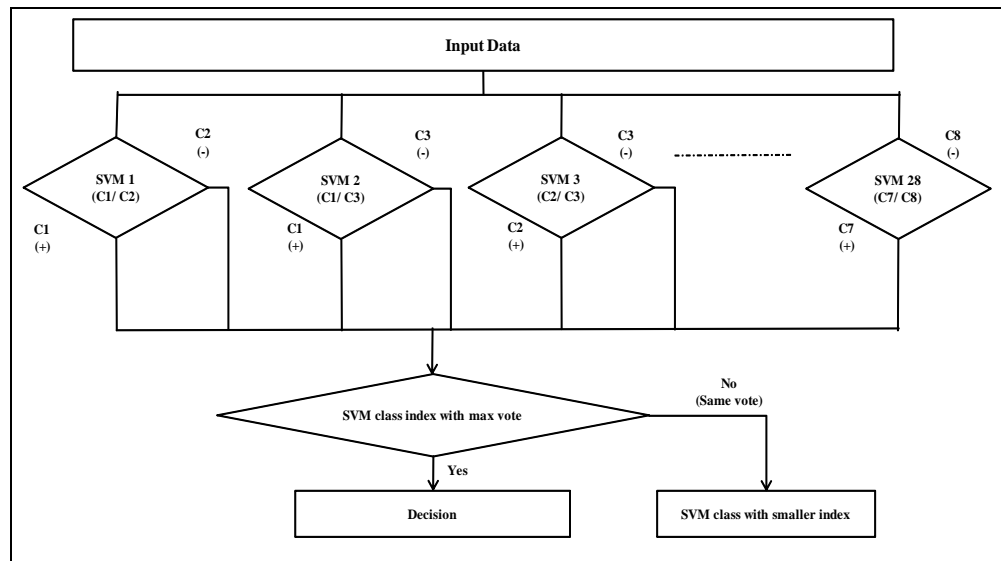 Input Data
C2
(-)
C3
(-)
C3
(-)
C8
(-)
SVM 1
(C1/ C2)
SVM 2
(C1/ C3)
SVM 3
(C2/ C3)
SVM 28
(C7/ C8)
C1
(+)
C1
(+)
C2
(+)
C7
(+)
SVM class index with max vote
No
(Same vote)
Yes
Decision
SVM class with smaller index